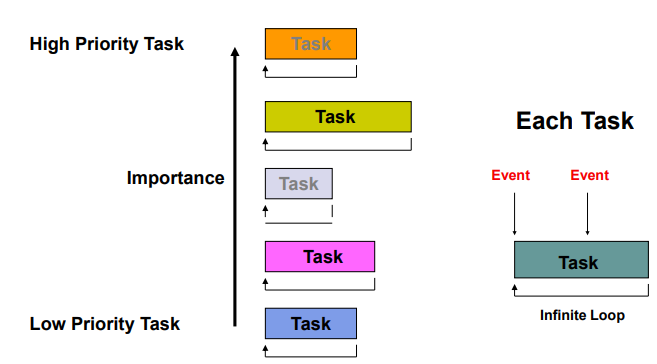 High Priority Task
Task
Task
Each Task
Importance
Task
Event
Event
Task
Task
Infinite Loop
Low Priority Task
Task